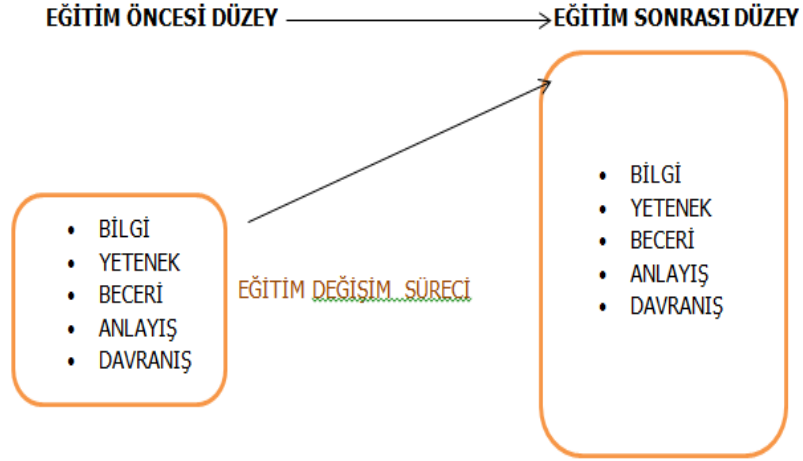 EĞİTİM ÖNCESİ DÜZEY
EĞİTİM SONRASI DÜZEY
• BİLGİ
• YETENEK
• BECERİ
• ANLAYIŞ
• DAVRANIŞ
EĞİTİM DEĞİŞİM SÜRECİ
• BİLGİ
• YETENEK
• BECERİ
• ANLAYIŞ
• DAVRANIŞ